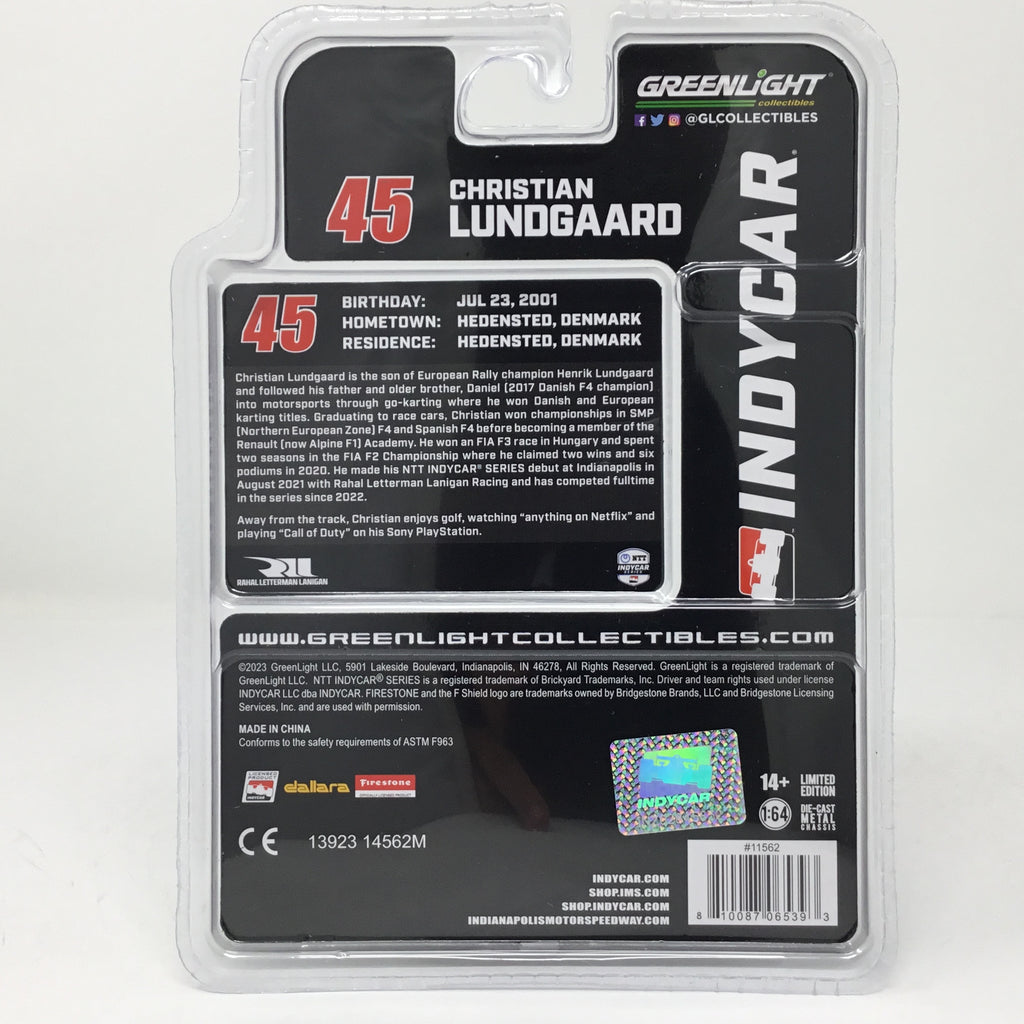 GREENLIGHT®
collectibles
@GLCOLLECTIBLES
45
CHRISTIAN
LUNDGAARD
INDYCAR®
45
BIRTHDAY: JUL 23, 2001
HOMETOWN: HEDENSTED, DENMARK
RESIDENCE: HEDENSTED, DENMARK
Christian Lundgaard is the son of European Rally champion Henrik Lundgaard
and followed his father and older brother, Daniel (2017 Danish F4 champion)
into motorsports through go-karting where he won Danish and European
karting titles. Graduating to race cars, Christian won championships in SMP
(Northern European Zone) F4 and Spanish F4 before becoming a member of the
Renault (now Alpine F1) Academy. He won an FIA F3 race in Hungary and spent
two seasons in the FIA F2 Championship where he claimed two wins and six
podiums in 2020. He made his NTT INDYCAR® SERIES debut at Indianapolis in
August 2021 with Rahal Letterman Lanigan Racing and has competed fulltime
in the series since 2022.
Away from the track, Christian enjoys golf, watching "anything on Netflix" and
playing "Call of Duty" on his Sony PlayStation.
RLL
RAHAL LETTERMAN LANIGAN
NTT
INDYCAR
SERIES
www.GREENLIGHTCOLLECTIBLES.com
©2023 GreenLight LLC, 5901 Lakeside Boulevard, Indianapolis, IN 46278, All Rights Reserved. GreenLight is a registered trademark of
GreenLight LLC. NTT INDYCAR® SERIES is a registered trademark of Brickyard Trademarks, Inc. Driver and team rights used under license
INDYCAR LLC dba INDYCAR. FIRESTONE and the F Shield logo are trademarks owned by Bridgestone Brands, LLC and Bridgestone Licensing
Services, Inc. and are used with permission.
MADE IN CHINA
Conforms to the safety requirements of ASTM F963
LICENSED
PRODUCT
INDYCAR
dallara
Firestone
OFFICIALLY LICENSED PRODUCT
INDYCAR
14+
LIMITED
EDITION
1:64
DIE-CAST
METAL
CHASSIS
CE
13923 14562M
#11562
8 10087 06539 3
INDYCAR.COM
SHOP.IMS.COM
SHOP.INDYCAR.COM
INDIANAPOLISMOTORSPEEDWAY.COM